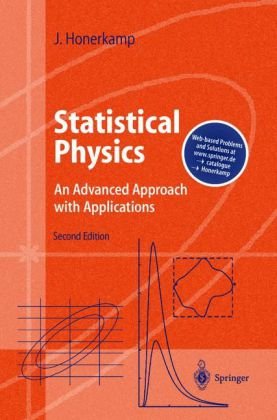 J. Honerkamp
Statistical
Physics
An Advanced Approach
with Applications
Second Edition
Web-based Problems
and Solutions at
www.springer.de
→ catalogue
→ Honerkamp
Springer